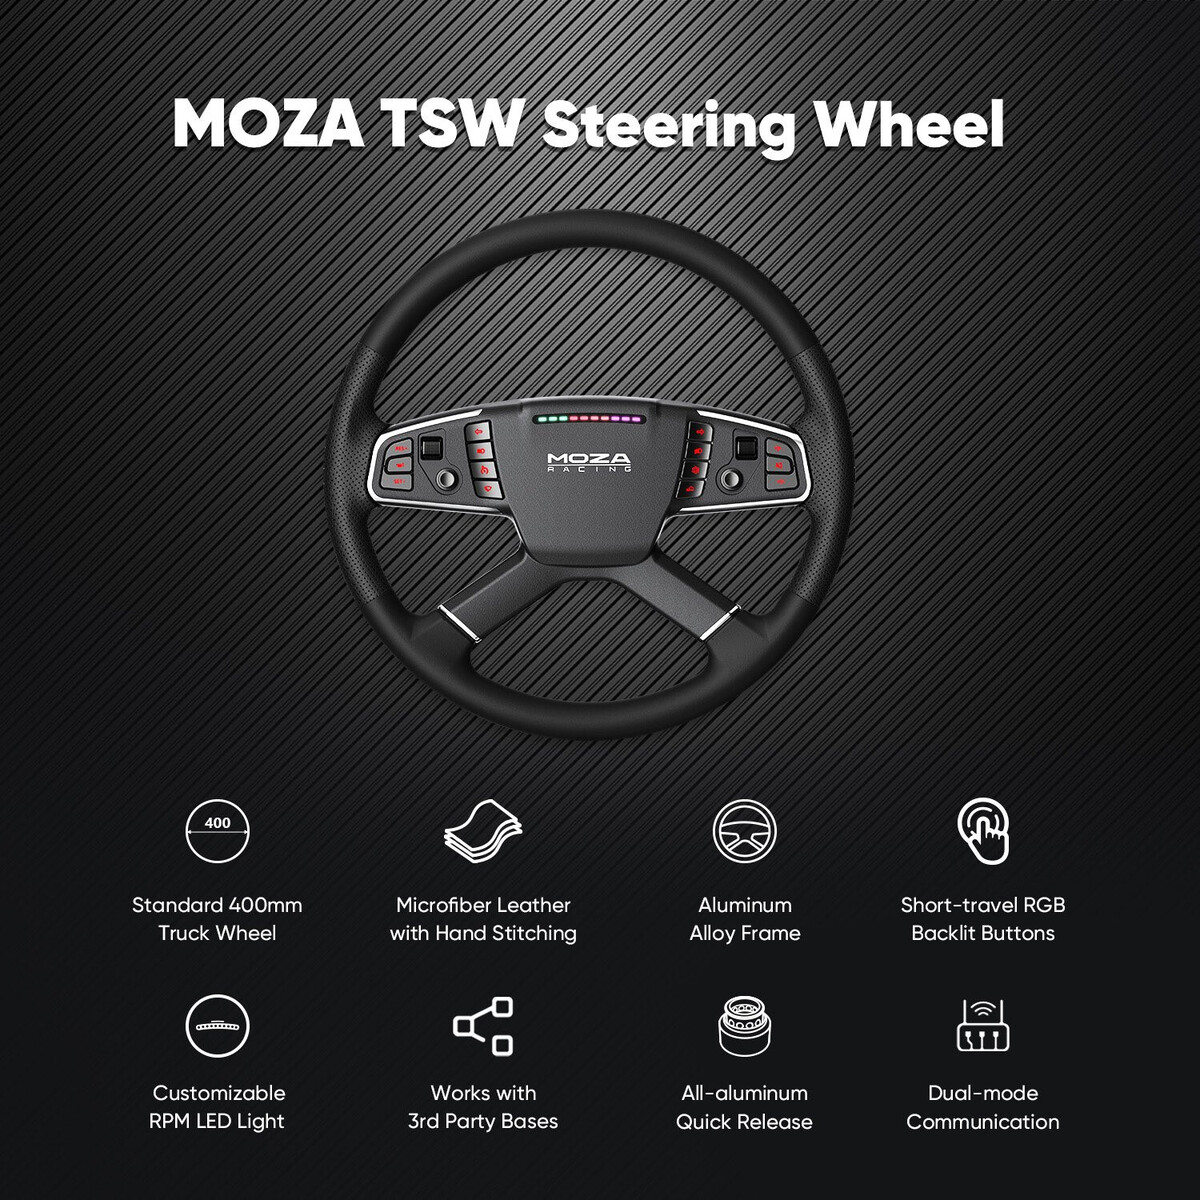 MOZA TSW Steering Wheel
MOZA
RACING
400
Standard 400mm
Truck Wheel
Microfiber Leather
with Hand Stitching
Aluminum
Alloy Frame
Short-travel RGB
Backlit Buttons
Customizable
RPM LED Light
Works with
3rd Party Bases
All-aluminum
Quick Release
Dual-mode
Communication